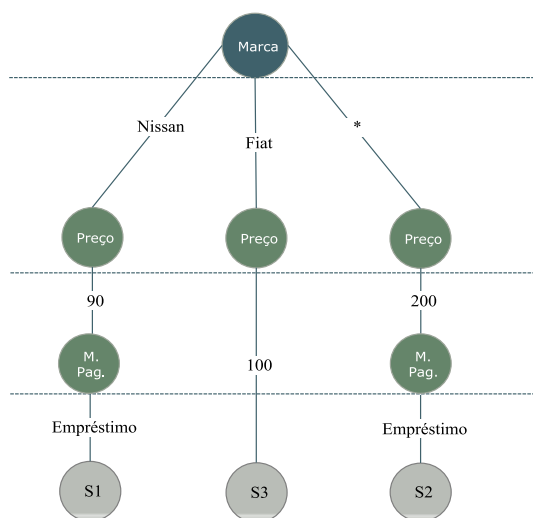 Marca
Nissan
Fiat
*
Preço
Preço
Preço
90
200
M.
Pag.
100
M.
Pag.
Empréstimo
Empréstimo
S1
S3
S2